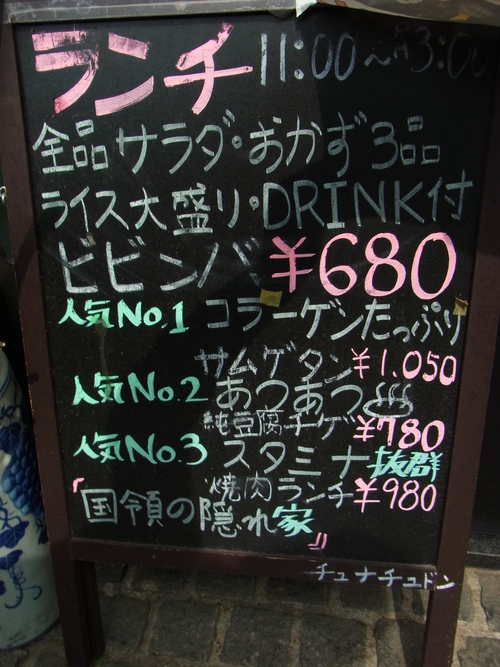 ランチ 11:00～13:00
全品サラダ・おかず3品
ライス大盛り・DRINK付
ビビンバ ¥680
人気No.1 コラーゲンたっぷり
サムゲタン ¥1.050
人気No.2 あつあつ♨
純豆腐チゲ ¥780
人気No.3 スタミナ抜群
焼肉ランチ ¥980
『国領の隠れ家』
チュナチュドン